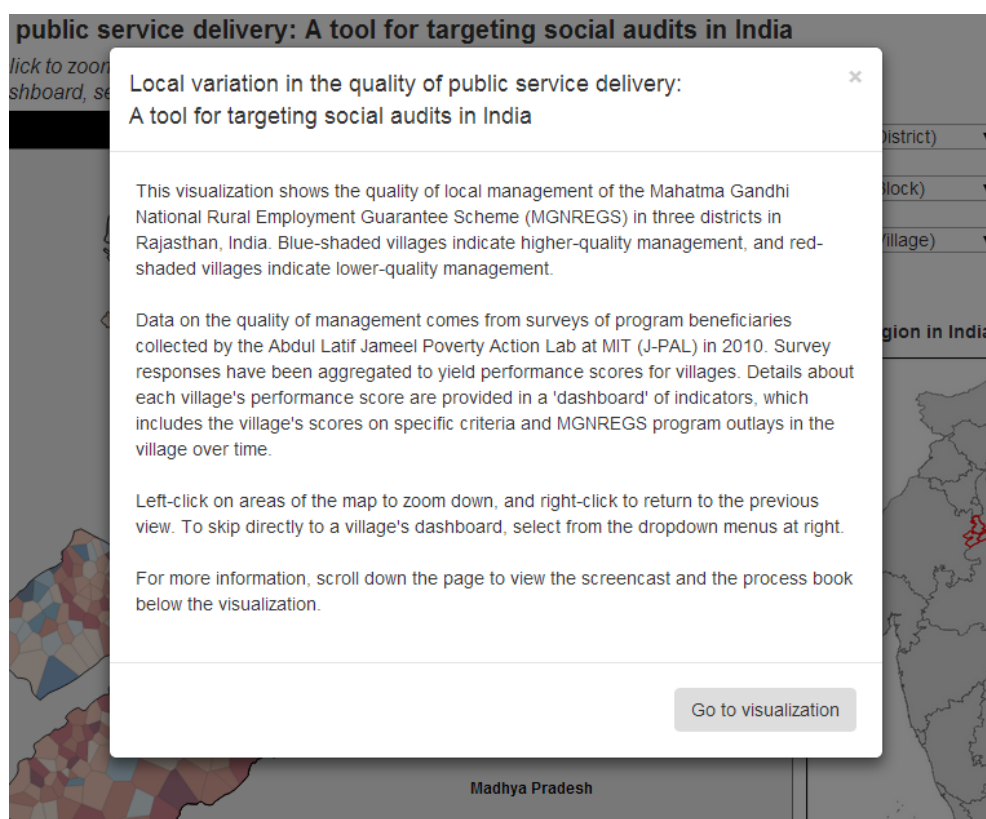 public service delivery: A tool for targeting social audits in India
lick to zoom
shboard, se
Local variation in the quality of public service delivery:
A tool for targeting social audits in India
×
District)
Block)
Village)
gion in India
This visualization shows the quality of local management of the Mahatma Gandhi
National Rural Employment Guarantee Scheme (MGNREGS) in three districts in
Rajasthan, India. Blue-shaded villages indicate higher-quality management, and red-
shaded villages indicate lower-quality management.
Data on the quality of management comes from surveys of program beneficiaries
collected by the Abdul Latif Jameel Poverty Action Lab at MIT (J-PAL) in 2010. Survey
responses have been aggregated to yield performance scores for villages. Details about
each village's performance score are provided in a 'dashboard' of indicators, which
includes the village's scores on specific criteria and MGNREGS program outlays in the
village over time.
Left-click on areas of the map to zoom down, and right-click to return to the previous
view. To skip directly to a village's dashboard, select from the dropdown menus at right.
For more information, scroll down the page to view the screencast and the process book
below the visualization.
Go to visualization
Madhya Pradesh